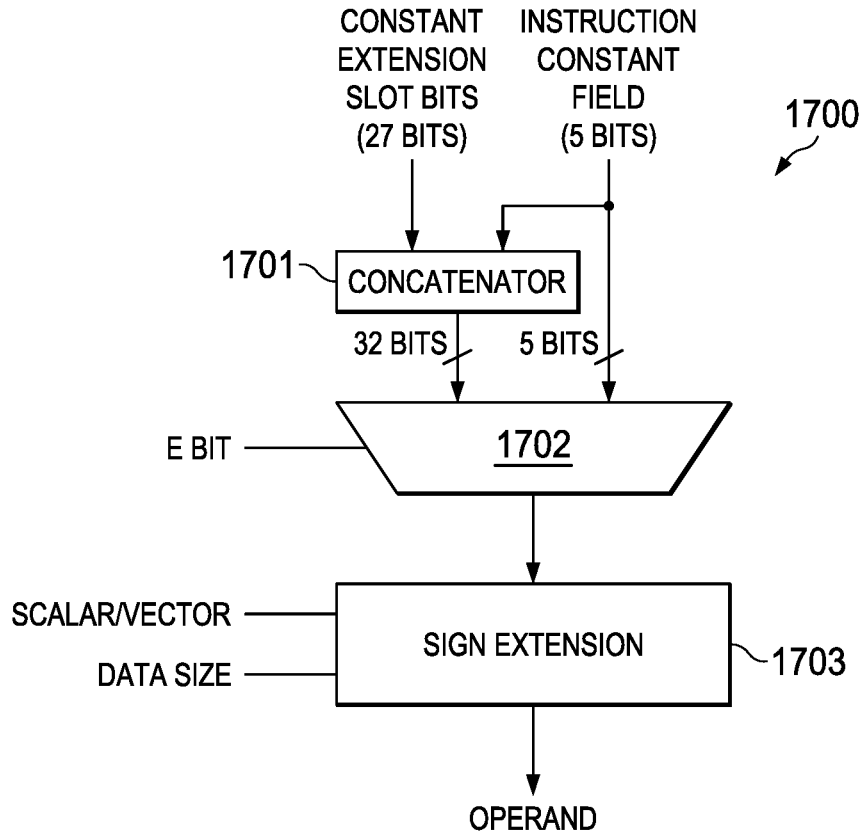 CONSTANT
EXTENSION
SLOT BITS
(27 BITS)
INSTRUCTION
CONSTANT
FIELD
(5 BITS)
1700
1701
CONCATENATOR
32 BITS
5 BITS
E BIT
1702
SCALAR/VECTOR
DATA SIZE
SIGN EXTENSION
1703
OPERAND